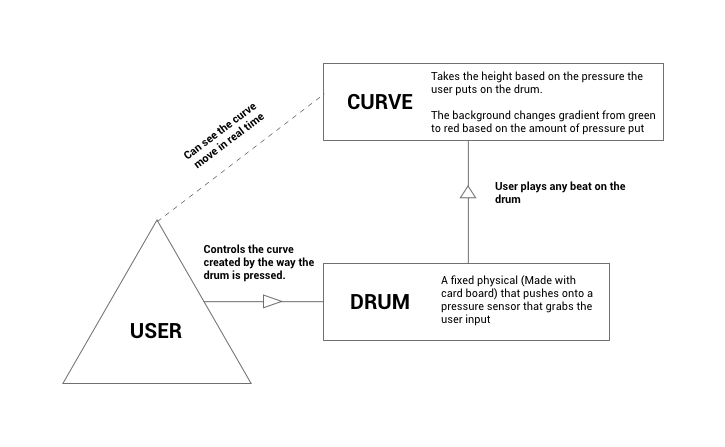 CURVE
Takes the height based on the pressure the
user puts on the drum.
The background changes gradient from green
to red based on the amount of pressure put
Can see the curve
move in real time
User plays any beat on the
drum
Controls the curve
created by the way the
drum is pressed.
USER
DRUM
A fixed physical (Made with
card board) that pushes onto a
pressure sensor that grabs the
user input